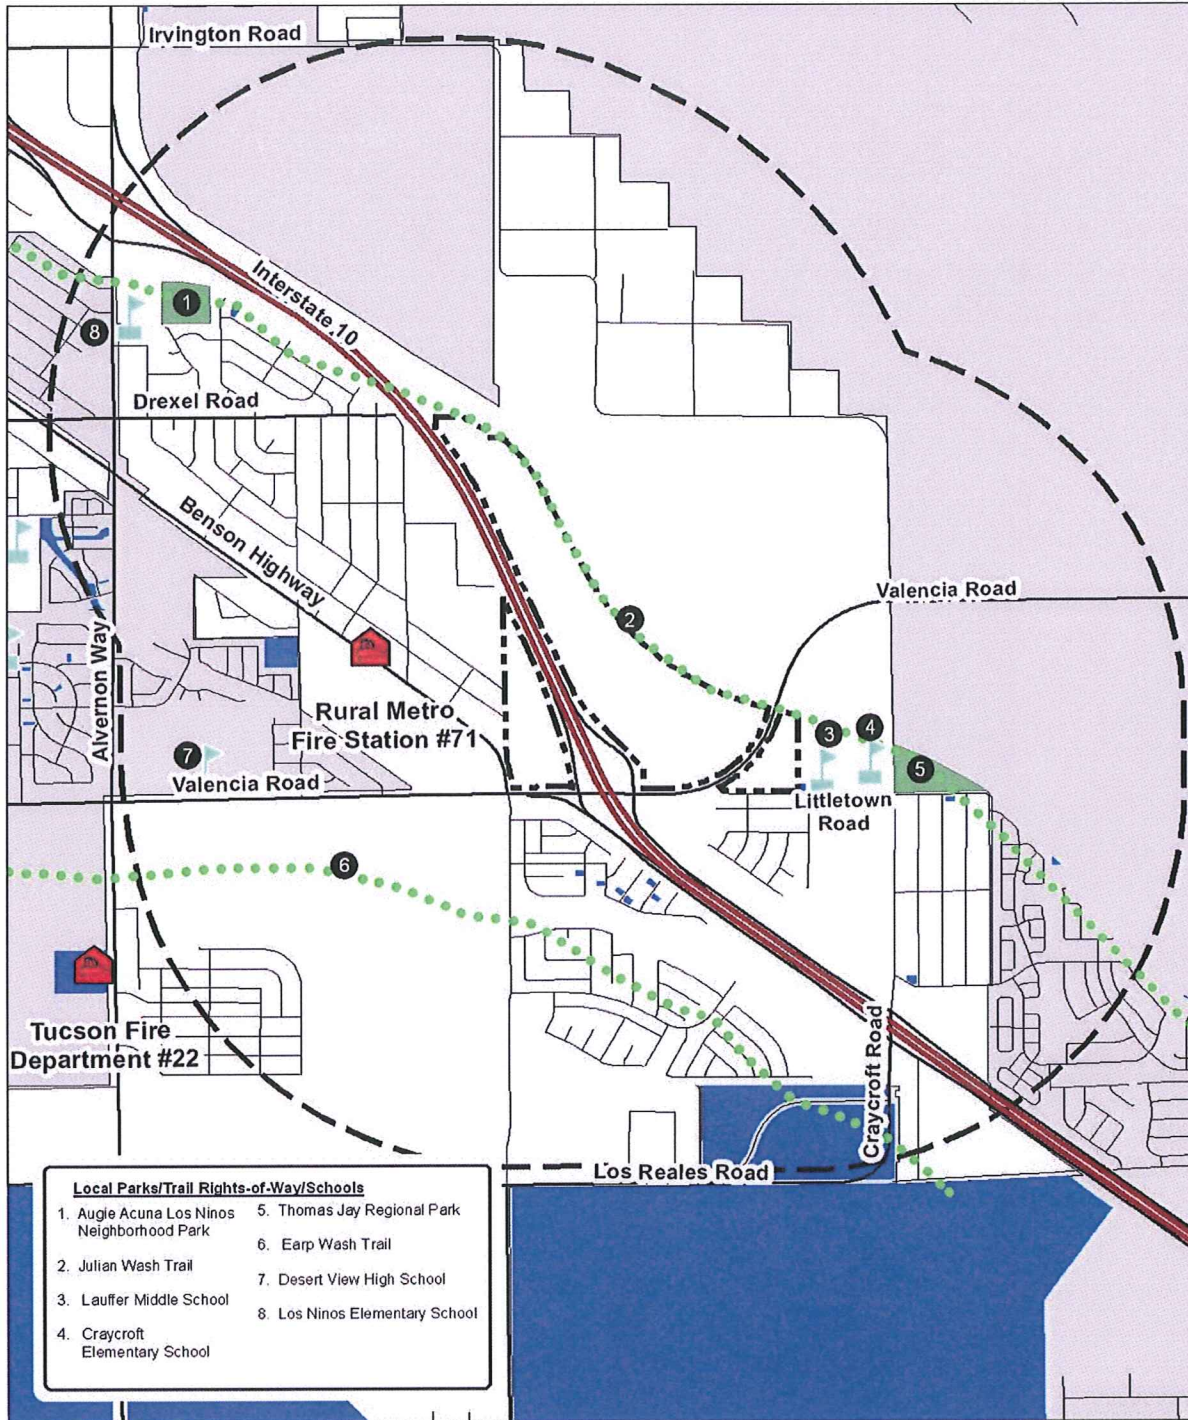 Irvington Road
1
Interstate 10
8
Drexel Road
Benson Highway
Valencia Road
2
Alvernon Way
Rural Metro
Fire Station #71
3
4
7
5
Valencia Road
Littletown
Road
6
Tucson Fire
Department #22
Craycroft Road
Los Reales Road
Local Parks/Trail Rights-of-Way/Schools
1. Augie Acuna Los Ninos
Neighborhood Park
2. Julian Wash Trail
3. Lauffer Middle School
4. Craycroft
Elementary School
5. Thomas Jay Regional Park
6. Earp Wash Trail
7. Desert View High School
8. Los Ninos Elementary School